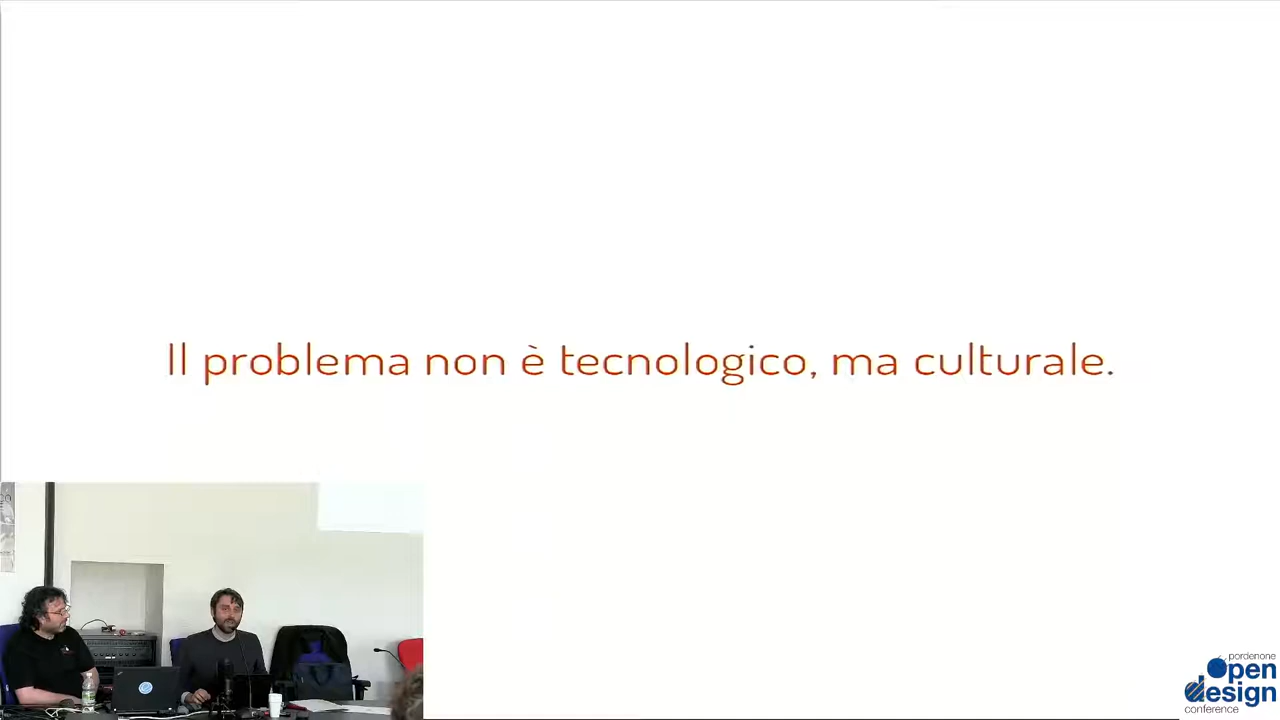 Il problema non è tecnologico, ma culturale.
pordenone
open
design
conference